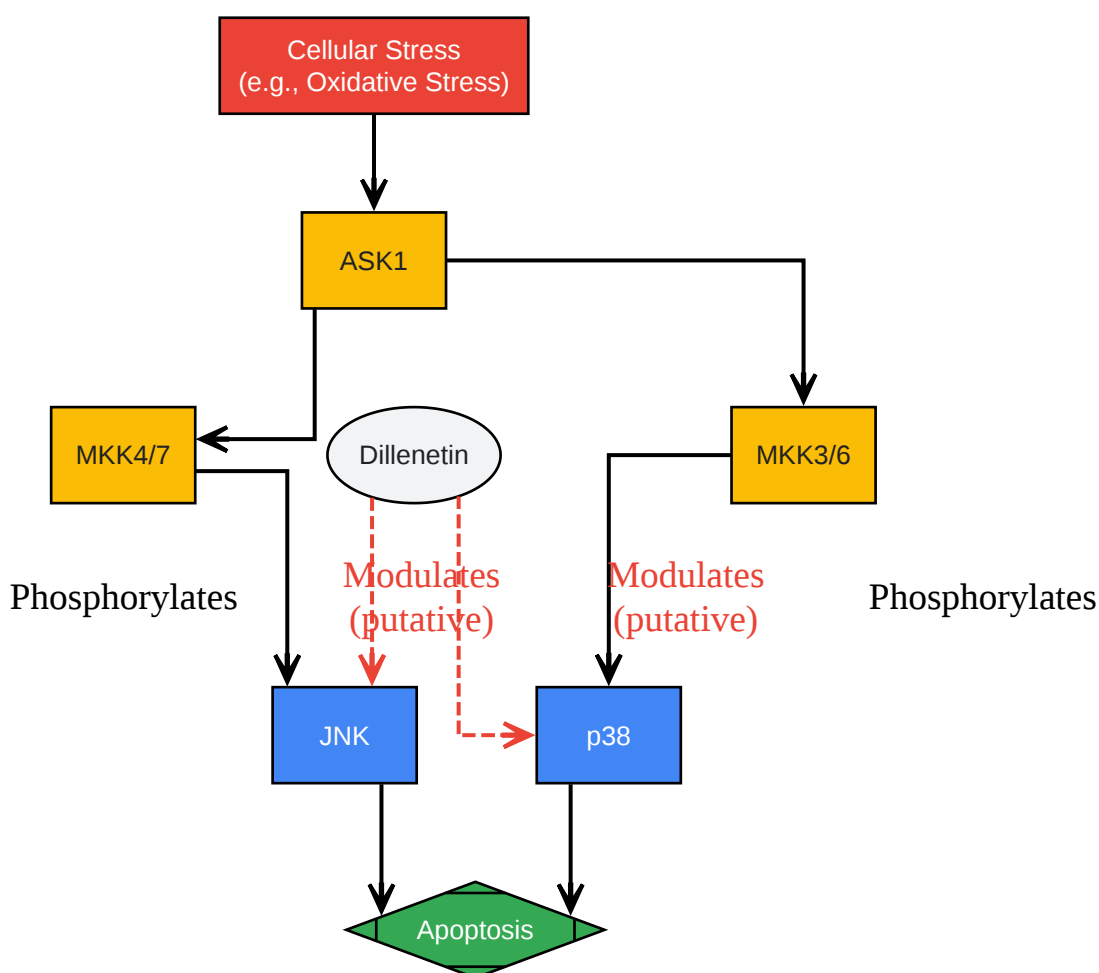 Cellular Stress
(e.g., Oxidative Stress)
ASK1
MKK4/7
Dillenetin
MKK3/6
Phosphorylates
Modulates
(putative)
Modulates
(putative)
Phosphorylates
JNK
p38
Apoptosis